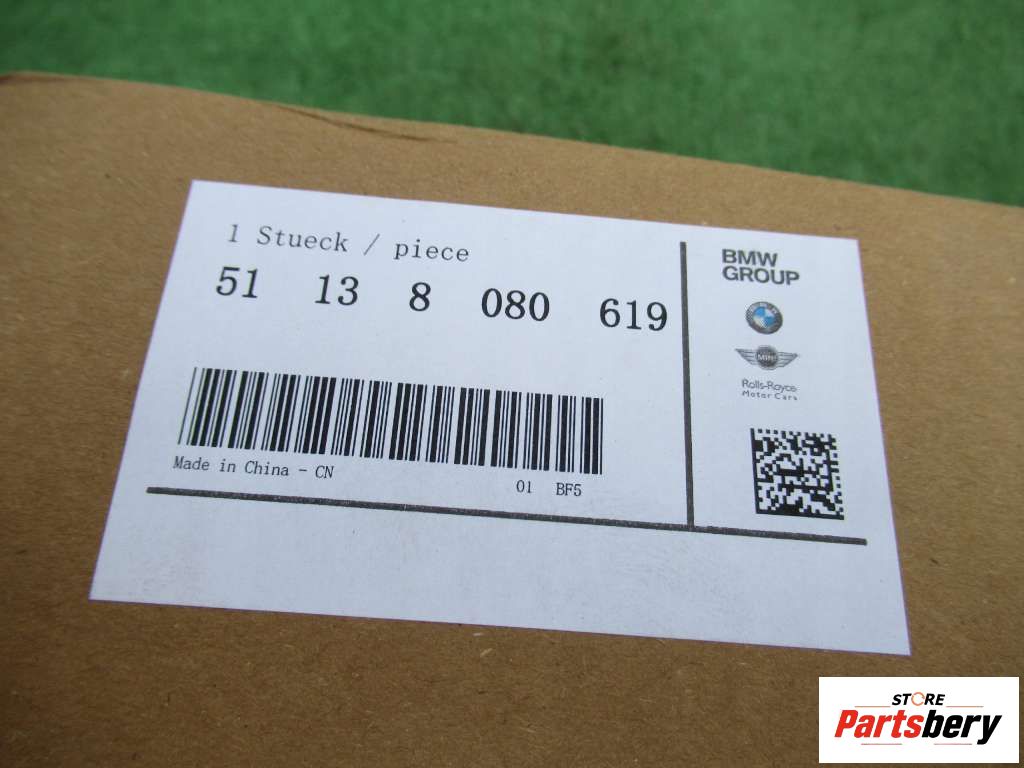 1 Stueck / piece
51 13 8 080 619
Made in China - CN
01 BF5
BMW
GROUP
MINI
Rolls-Royce
Motor Cars
STORE
Partsbery